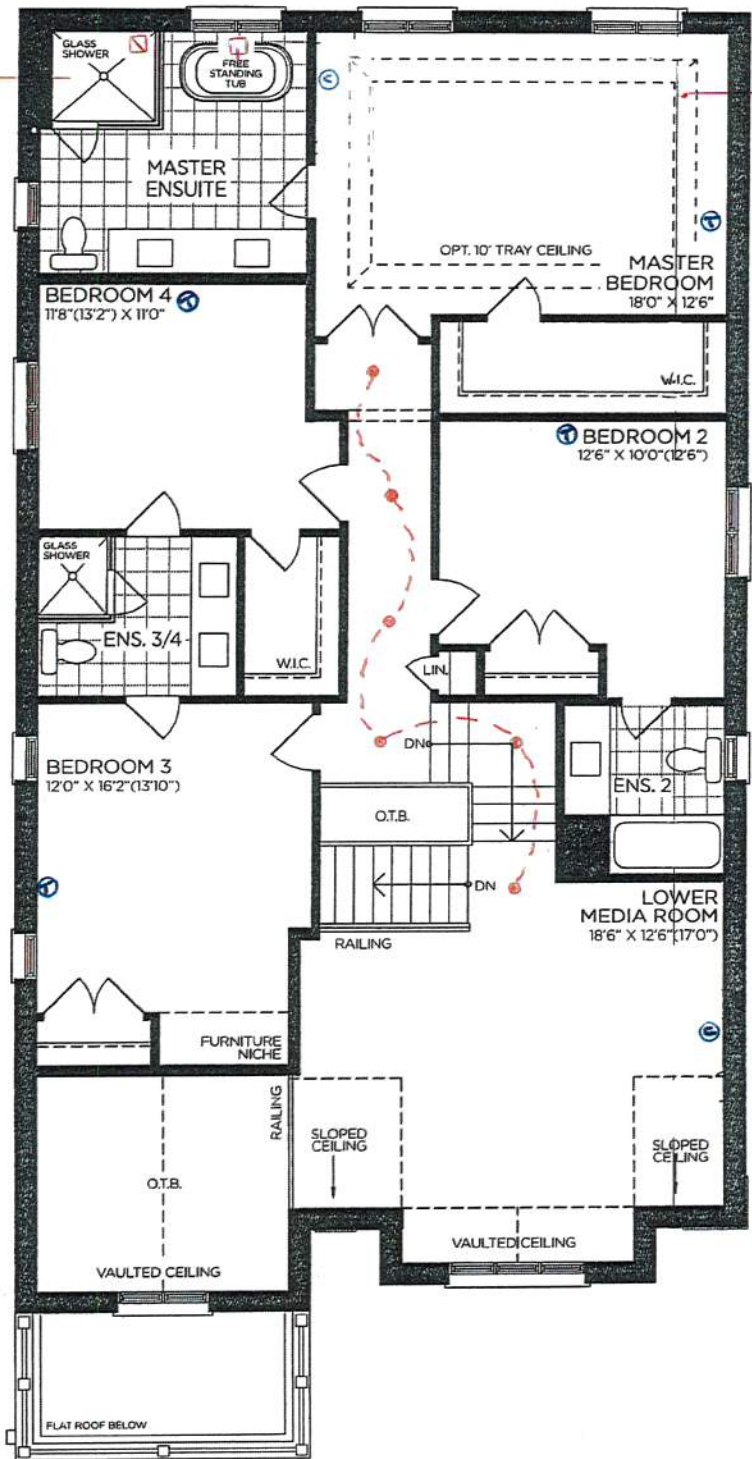 GLASS
SHOWER
FREE
STANDING
TUB
MASTER
ENSUITE
OPT. 10' TRAY CEILING
MASTER
BEDROOM
18'0" X 12'6"
BEDROOM 4
11'8"(13'2") X 11'0"
W.I.C.
BEDROOM 2
12'6" X 10'0"(12'6")
GLASS
SHOWER
ENS. 3/4
W.I.C.
LIN.
BEDROOM 3
12'0" X 16'2"(13'10")
DN
ENS. 2
O.T.B.
DN
RAILING
LOWER
MEDIA ROOM
18'6" X 12'6"(17'0")
FURNITURE
NICHE
RAILING
SLOPED
CEILING
SLOPED
CEILING
O.T.B.
VAULTED CEILING
VAULTED CEILING
FLAT ROOF BELOW